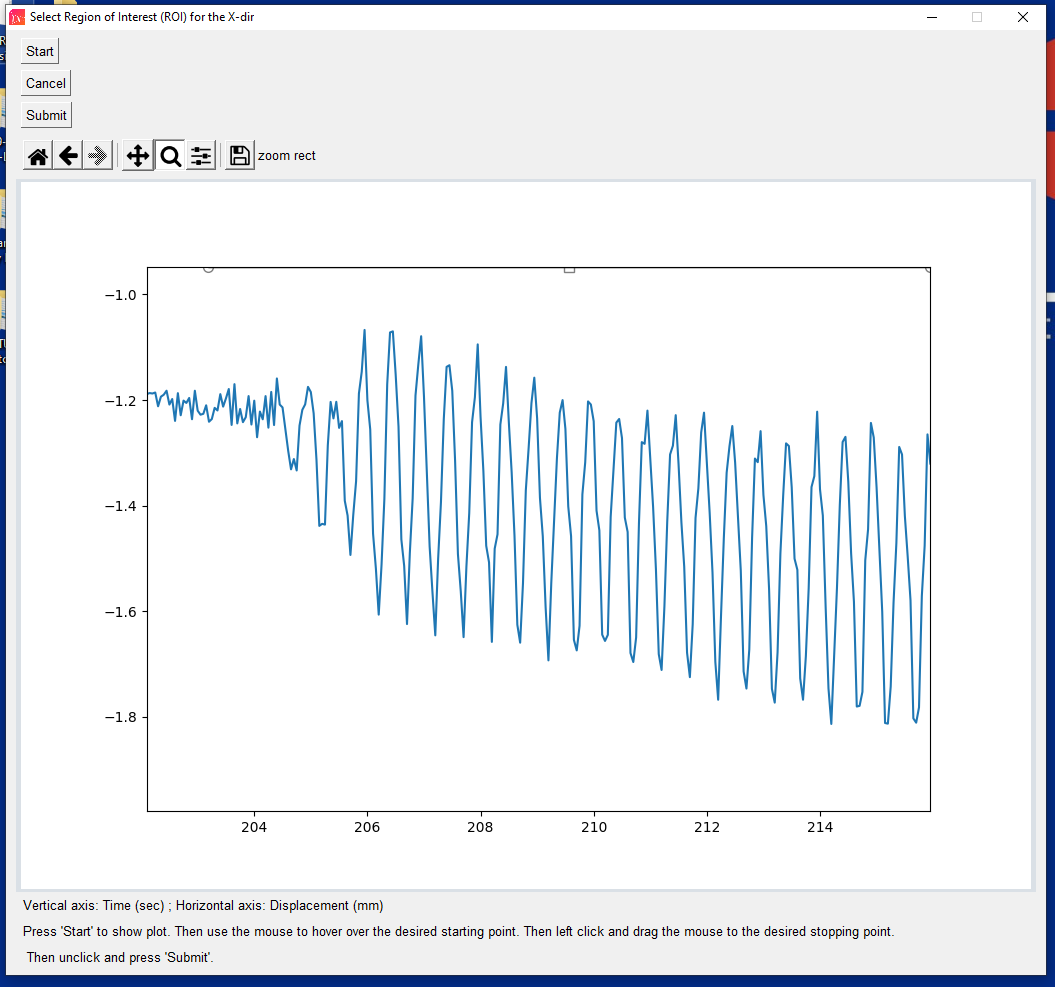 Select Region of Interest (ROI) for the X-dir
Start
Cancel
Submit
zoom rect
−1.0
−1.2
−1.4
−1.6
−1.8
204 206 208 210 212 214
Vertical axis: Time (sec) ; Horizontal axis: Displacement (mm)
Press 'Start' to show plot. Then use the mouse to hover over the desired starting point. Then left click and drag the mouse to the desired stopping point.
Then unclick and press 'Submit'.